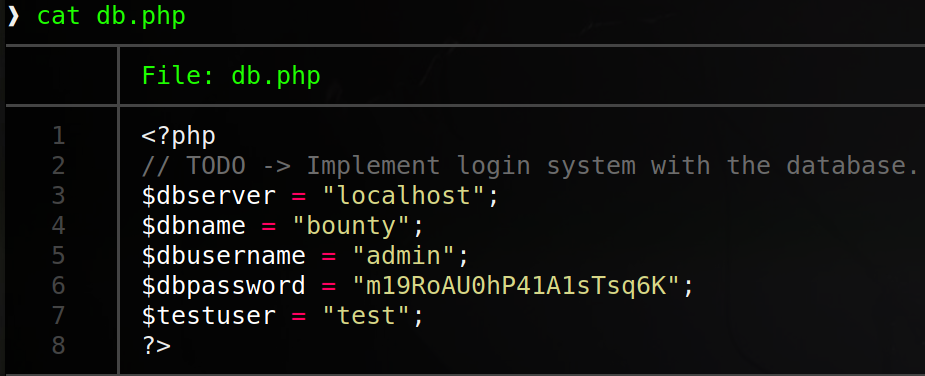 ❱ cat db.php
File: db.php
1 <?php
2 // TODO -> Implement login system with the database.
3 $dbserver = "localhost";
4 $dbname = "bounty";
5 $dbusername = "admin";
6 $dbpassword = "m19RoAU0hP41A1sTsq6K";
7 $testuser = "test";
8 ?>